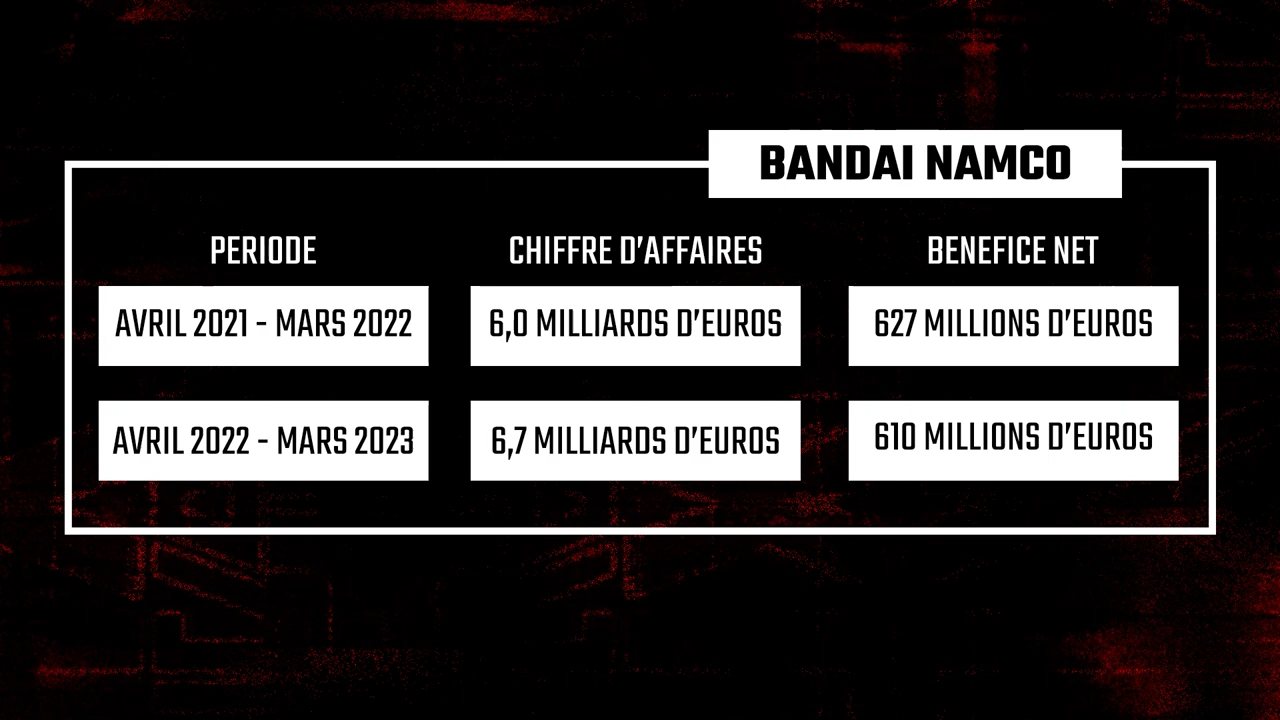 BANDAI NAMCO
PERIODE CHIFFRE D’AFFAIRES BENEFICE NET
AVRIL 2021 - MARS 2022 6,0 MILLIARDS D’EUROS 627 MILLIONS D’EUROS
AVRIL 2022 - MARS 2023 6,7 MILLIARDS D’EUROS 610 MILLIONS D’EUROS